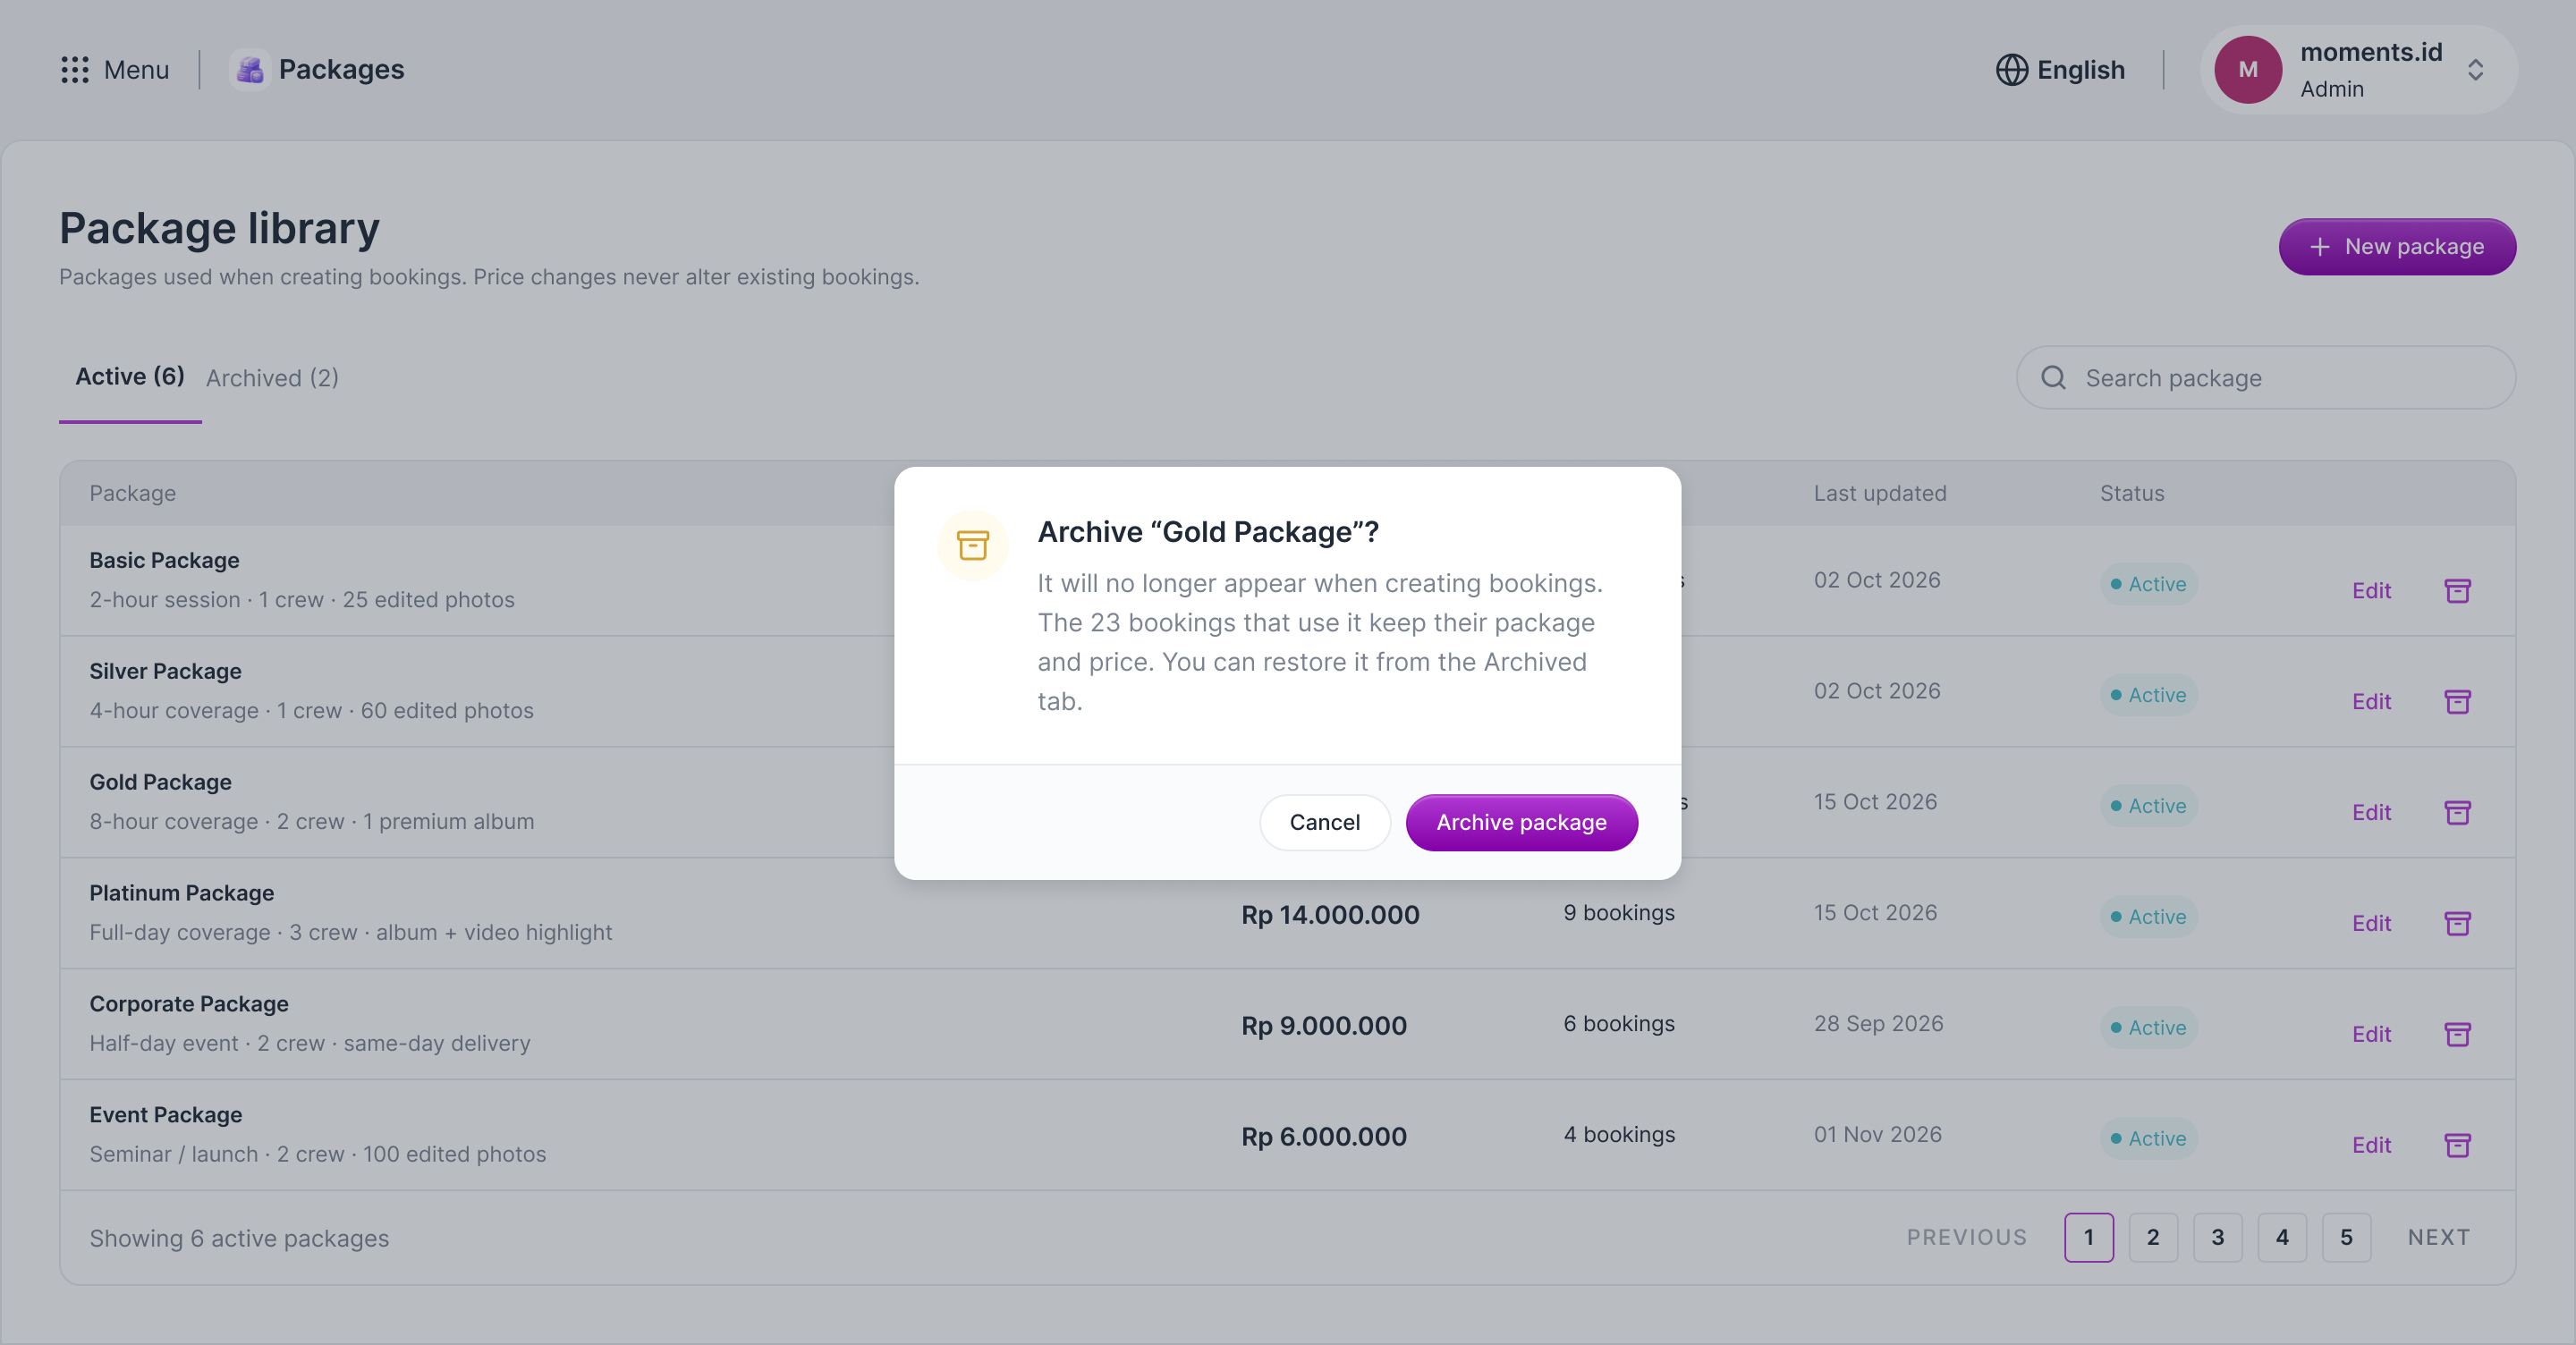 Menu
Packages
English
M
moments.id
Admin
Package library
Packages used when creating bookings. Price changes never alter existing bookings.
New package
Active (6)
Archived (2)
Search package
Package
Last updated
Status
Basic Package
2-hour session · 1 crew · 25 edited photos
02 Oct 2026
Active
Edit
Silver Package
4-hour coverage · 1 crew · 60 edited photos
02 Oct 2026
Active
Edit
Gold Package
8-hour coverage · 2 crew · 1 premium album
15 Oct 2026
Active
Edit
Archive “Gold Package”?
It will no longer appear when creating bookings.
The 23 bookings that use it keep their package
and price. You can restore it from the Archived
tab.
Cancel
Archive package
Platinum Package
Full-day coverage · 3 crew · album + video highlight
Rp 14.000.000
9 bookings
15 Oct 2026
Active
Edit
Corporate Package
Half-day event · 2 crew · same-day delivery
Rp 9.000.000
6 bookings
28 Sep 2026
Active
Edit
Event Package
Seminar / launch · 2 crew · 100 edited photos
Rp 6.000.000
4 bookings
01 Nov 2026
Active
Edit
Showing 6 active packages
PREVIOUS
1
2
3
4
5
NEXT